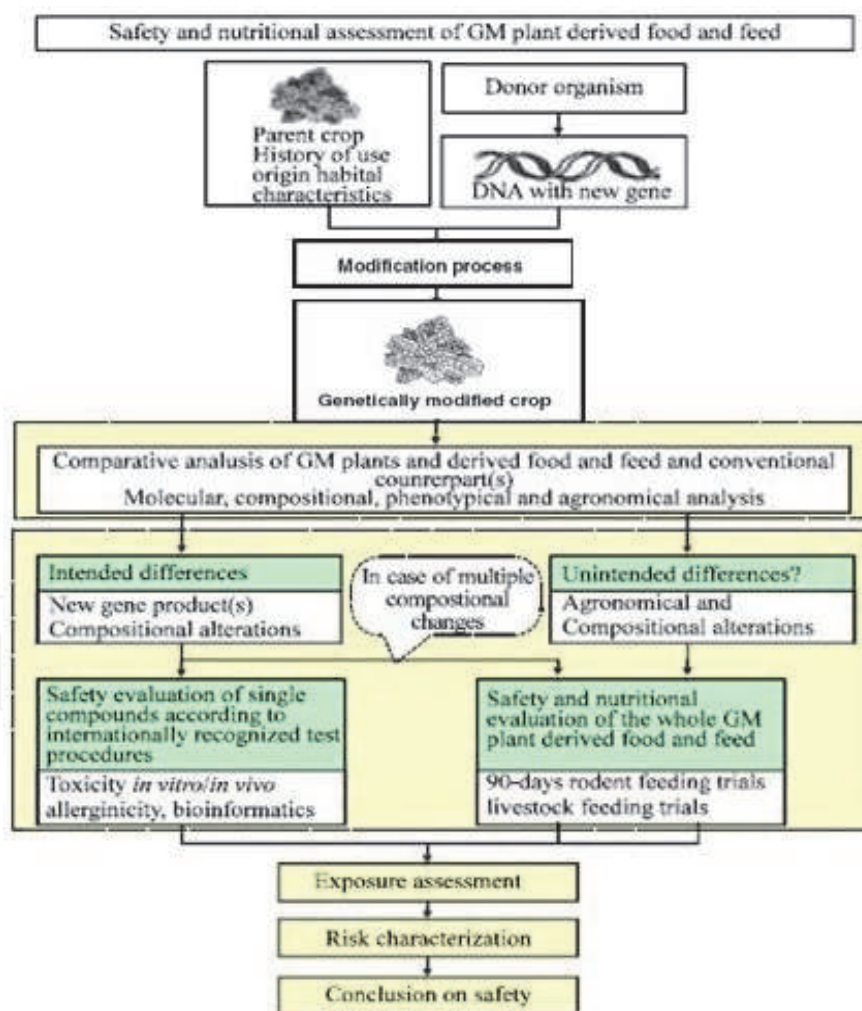 Safety and nutritional assessment of GM plant derived food and feed
Parent crop
History of use
origin habital
characteristics
Donor organism
DNA with new gene
Modification process
Genetically modified crop
Comparative analysis of GM plants and derived food and feed and conventional
counrerpart(s)
Molecular, compositional, phenotypical and agronomical analysis
Intended differences
New gene product(s)
Compositional alterations
In case of multiple
compostional
changes
Unintended differences?
Agronomical and
Compositional alterations
Safety evaluation of single
compounds according to
internationally recognized test
procedures
Toxicity in vitro/in vivo
allerginicity, bioinformatics
Safety and nutritional
evaluation of the whole GM
plant derived food and feed
90-days rodent feeding trials
livestock feeding trials
Exposure assessment
Risk characterization
Conclusion on safety